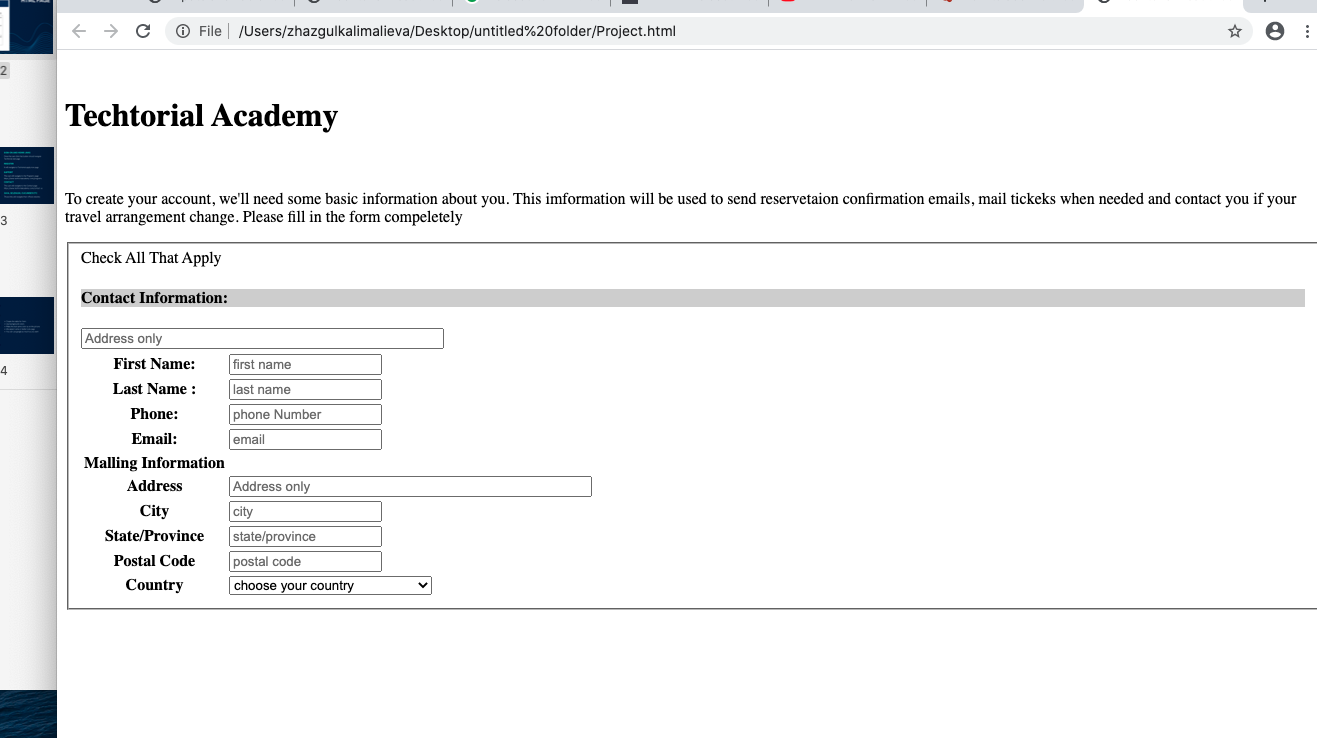 File /Users/zhazgulkalimalieva/Desktop/untitled%20folder/Project.html
2
3
4
Techtorial Academy
To create your account, we'll need some basic information about you. This imformation will be used to send reservetaion confirmation emails, mail tickeks when needed and contact you if your
travel arrangement change. Please fill in the form compeletely
Check All That Apply
Contact Information:
Address only
First Name: first name
Last Name : last name
Phone: phone Number
Email: email
Malling Information
Address Address only
City city
State/Province state/province
Postal Code postal code
Country choose your country